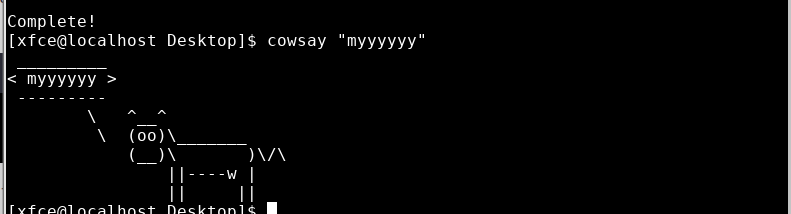 Complete!
[xfce@localhost Desktop]$ cowsay "myyyyyy"
 _________
< myyyyyy >
 ---------
        \   ^__^
         \  (oo)\_______
            (__)\       )\/\
                ||----w |
                ||     ||
[xfce@localhost Desktop]$